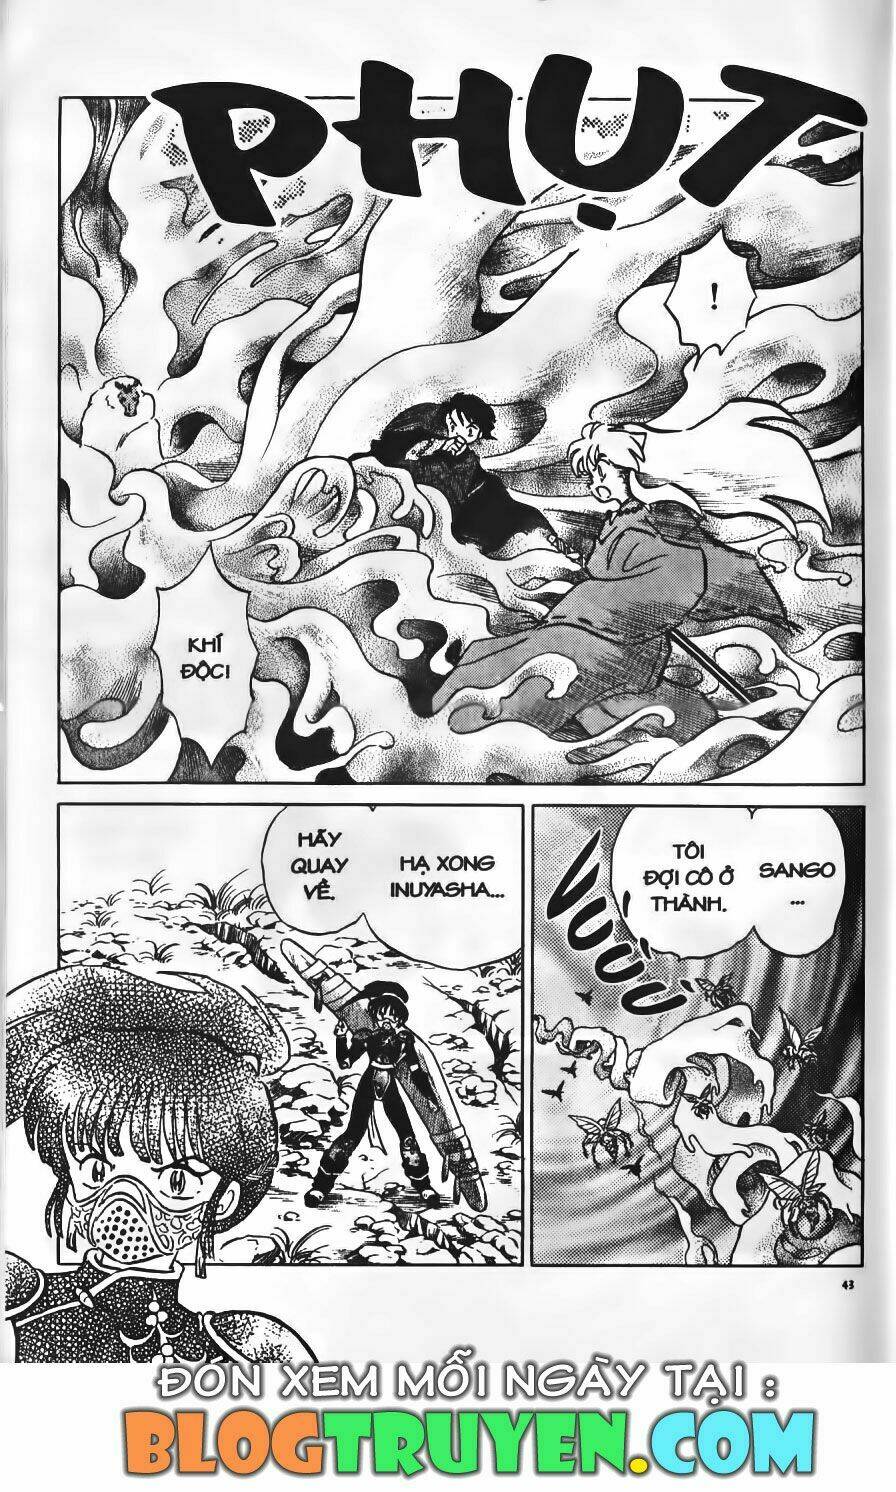 PHỤT
!
KHÍ
ĐỘC!
SANGO
...
TÔI
ĐỢI CÔ Ở
THÀNH.
VUÙÙÙ
HẠ XONG
INUYASHA...
HÃY
QUAY
VỀ.
43
ĐÓN XEM MỖI NGÀY TẠI :
BLOGTRUYEN.COM